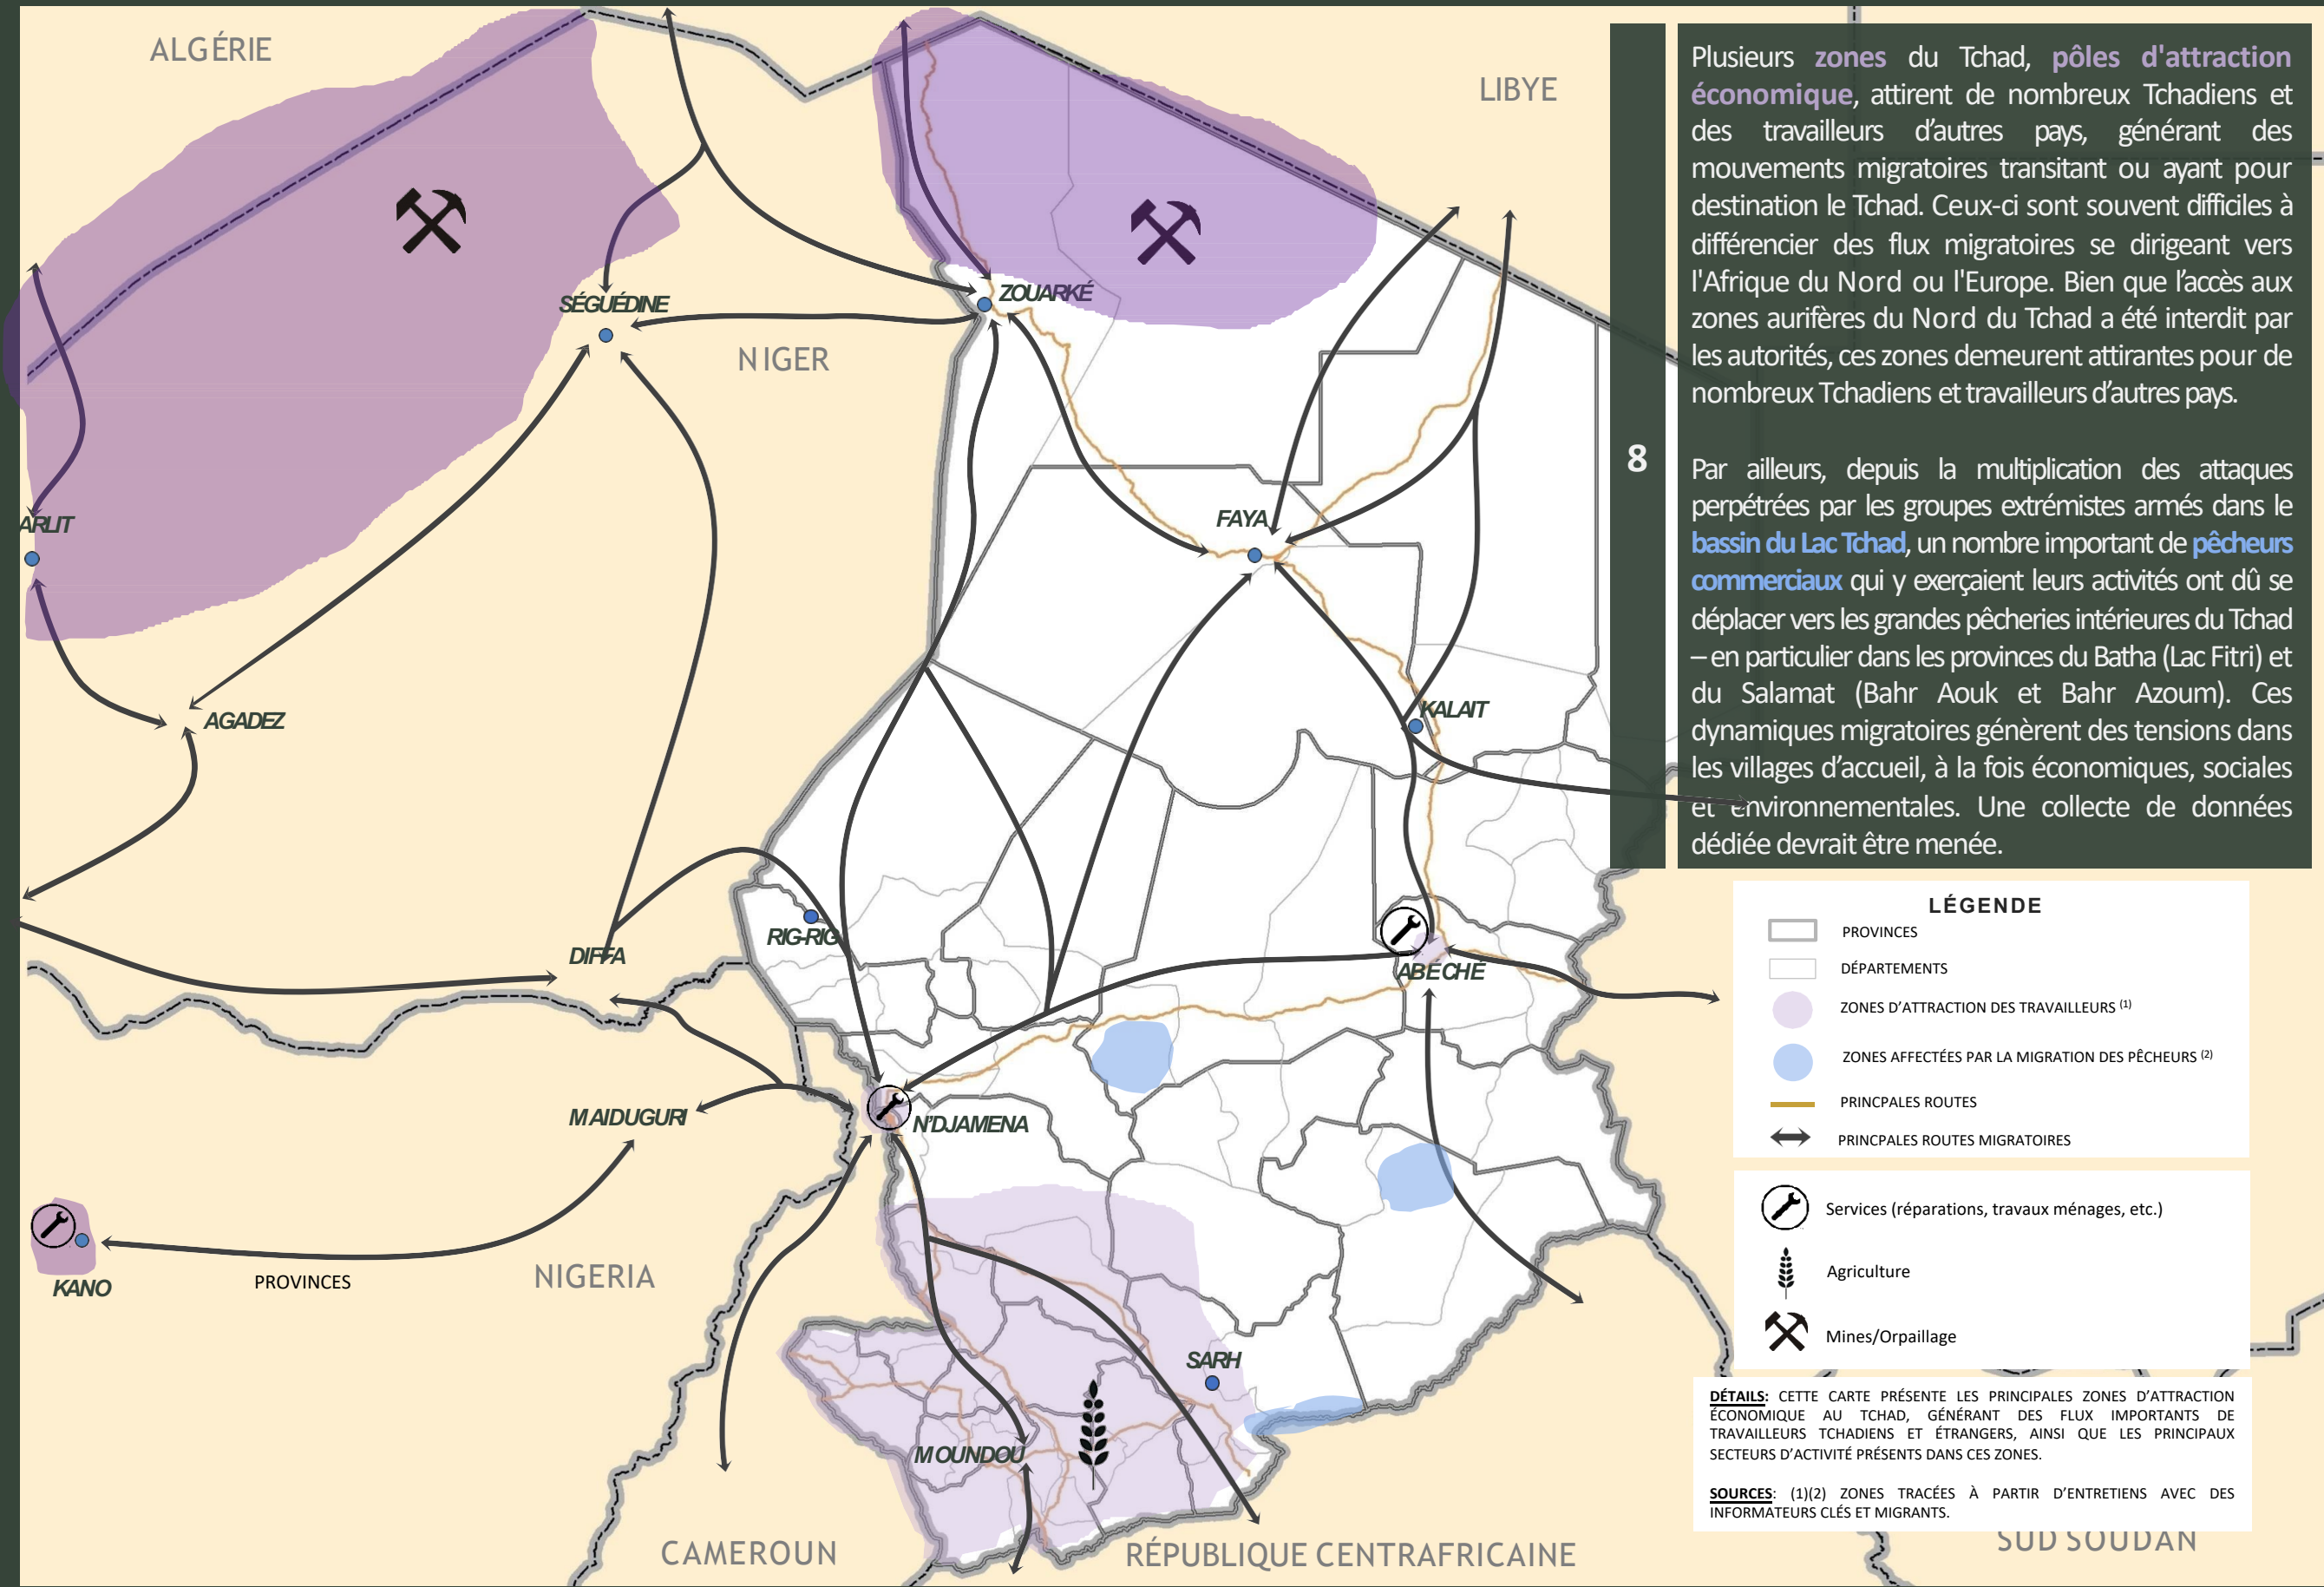 ALGÉRIE
LIBYE
SÉGUÉDINE
ZOUARKÉ
NIGER
ARLIT
FAYA
AGADEZ
KALAIT
RIG-RIG
DIFFA
ABÉCHÉ
MAIDUGURI
N'DJAMENA
KANO
PROVINCES
NIGERIA
SARH
MOUNDOU
CAMEROUN
RÉPUBLIQUE CENTRAFRICAINE
SUD SOUDAN
8
Plusieurs zones du Tchad, pôles d'attraction
économique, attirent de nombreux Tchadiens et
des travailleurs d’autres pays, générant des
mouvements migratoires transitant ou ayant pour
destination le Tchad. Ceux-ci sont souvent difficiles à
différencier des flux migratoires se dirigeant vers
l'Afrique du Nord ou l'Europe. Bien que l’accès aux
zones aurifères du Nord du Tchad a été interdit par
les autorités, ces zones demeurent attirantes pour de
nombreux Tchadiens et travailleurs d’autres pays.
Par ailleurs, depuis la multiplication des attaques
perpétrées par les groupes extrémistes armés dans le
bassin du Lac Tchad, un nombre important de pêcheurs
commerciaux qui y exerçaient leurs activités ont dû se
déplacer vers les grandes pêcheries intérieures du Tchad
– en particulier dans les provinces du Batha (Lac Fitri) et
du Salamat (Bahr Aouk et Bahr Azoum). Ces
dynamiques migratoires génèrent des tensions dans
les villages d’accueil, à la fois économiques, sociales
et environnementales. Une collecte de données
dédiée devrait être menée.
LÉGENDE
PROVINCES
DÉPARTEMENTS
ZONES D’ATTRACTION DES TRAVAILLEURS (1)
ZONES AFFECTÉES PAR LA MIGRATION DES PÊCHEURS (2)
PRINCPALES ROUTES
PRINCPALES ROUTES MIGRATOIRES
Services (réparations, travaux ménages, etc.)
Agriculture
Mines/Orpaillage
DÉTAILS: CETTE CARTE PRÉSENTE LES PRINCIPALES ZONES D’ATTRACTION
ÉCONOMIQUE AU TCHAD, GÉNÉRANT DES FLUX IMPORTANTS DE
TRAVAILLEURS TCHADIENS ET ÉTRANGERS, AINSI QUE LES PRINCIPAUX
SECTEURS D’ACTIVITÉ PRÉSENTS DANS CES ZONES.
SOURCES: (1)(2) ZONES TRACÉES À PARTIR D’ENTRETIENS AVEC DES
INFORMATEURS CLÉS ET MIGRANTS.